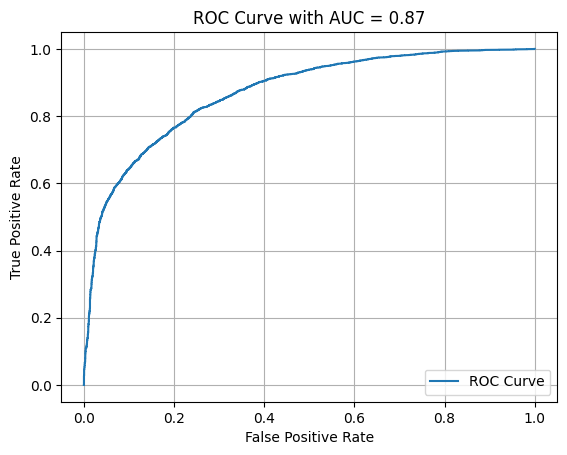 ROC Curve with AUC = 0.87
1.0
0.8
0.6
0.4
0.2
0.0
True Positive Rate
ROC Curve
0.0 0.2 0.4 0.6 0.8 1.0
False Positive Rate